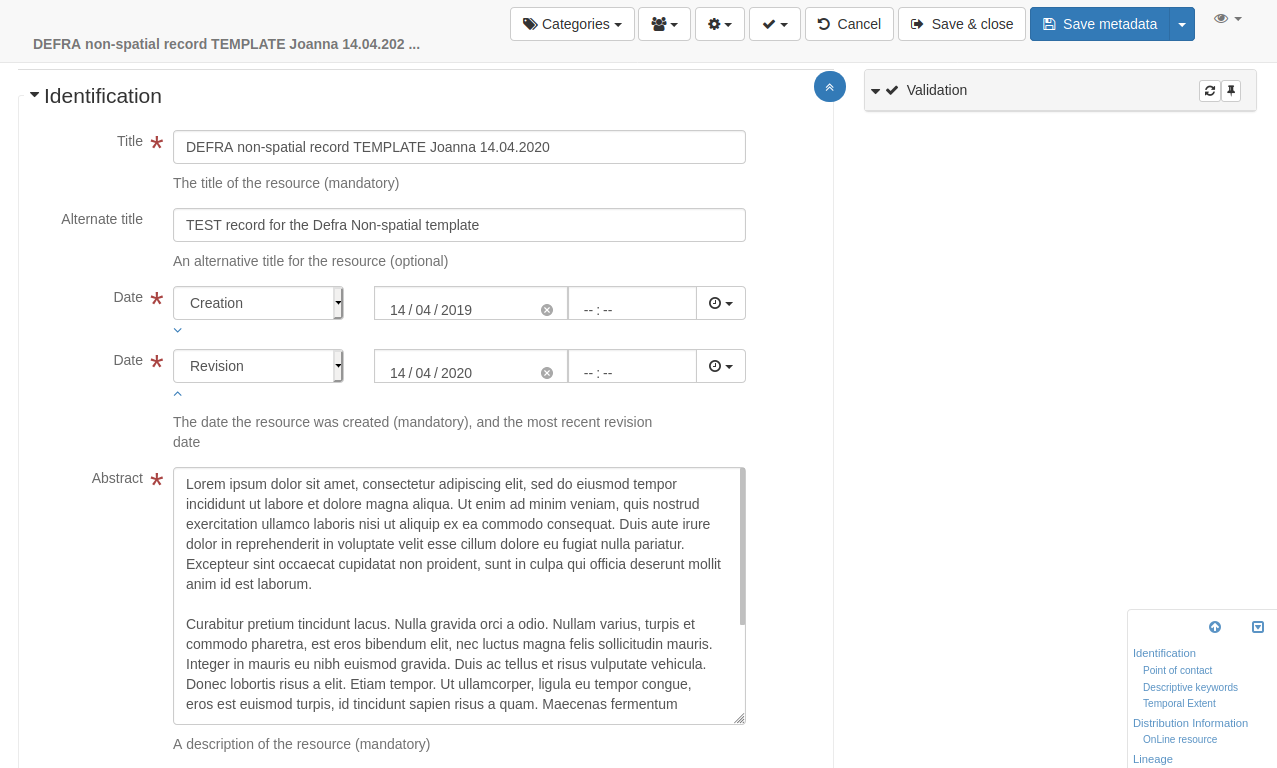 Categories
Cancel
Save & close
Save metadata
DEFRA non-spatial record TEMPLATE Joanna 14.04.202 ...
Identification
Validation
Title *
DEFRA non-spatial record TEMPLATE Joanna 14.04.2020
The title of the resource (mandatory)
Alternate title
TEST record for the Defra Non-spatial template
An alternative title for the resource (optional)
Date *
Creation
14 / 04 / 2019
-- : --
Date *
Revision
14 / 04 / 2020
-- : --
The date the resource was created (mandatory), and the most recent revision
date
Abstract *
Lorem ipsum dolor sit amet, consectetur adipiscing elit, sed do eiusmod tempor
incididunt ut labore et dolore magna aliqua. Ut enim ad minim veniam, quis nostrud
exercitation ullamco laboris nisi ut aliquip ex ea commodo consequat. Duis aute irure
dolor in reprehenderit in voluptate velit esse cillum dolore eu fugiat nulla pariatur.
Excepteur sint occaecat cupidatat non proident, sunt in culpa qui officia deserunt mollit
anim id est laborum.
Curabitur pretium tincidunt lacus. Nulla gravida orci a odio. Nullam varius, turpis et
commodo pharetra, est eros bibendum elit, nec luctus magna felis sollicitudin mauris.
Integer in mauris eu nibh euismod gravida. Duis ac tellus et risus vulputate vehicula.
Donec lobortis risus a elit. Etiam tempor. Ut ullamcorper, ligula eu tempor congue,
eros est euismod turpis, id tincidunt sapien risus a quam. Maecenas fermentum
A description of the resource (mandatory)
Identification
Point of contact
Descriptive keywords
Temporal Extent
Distribution Information
OnLine resource
Lineage